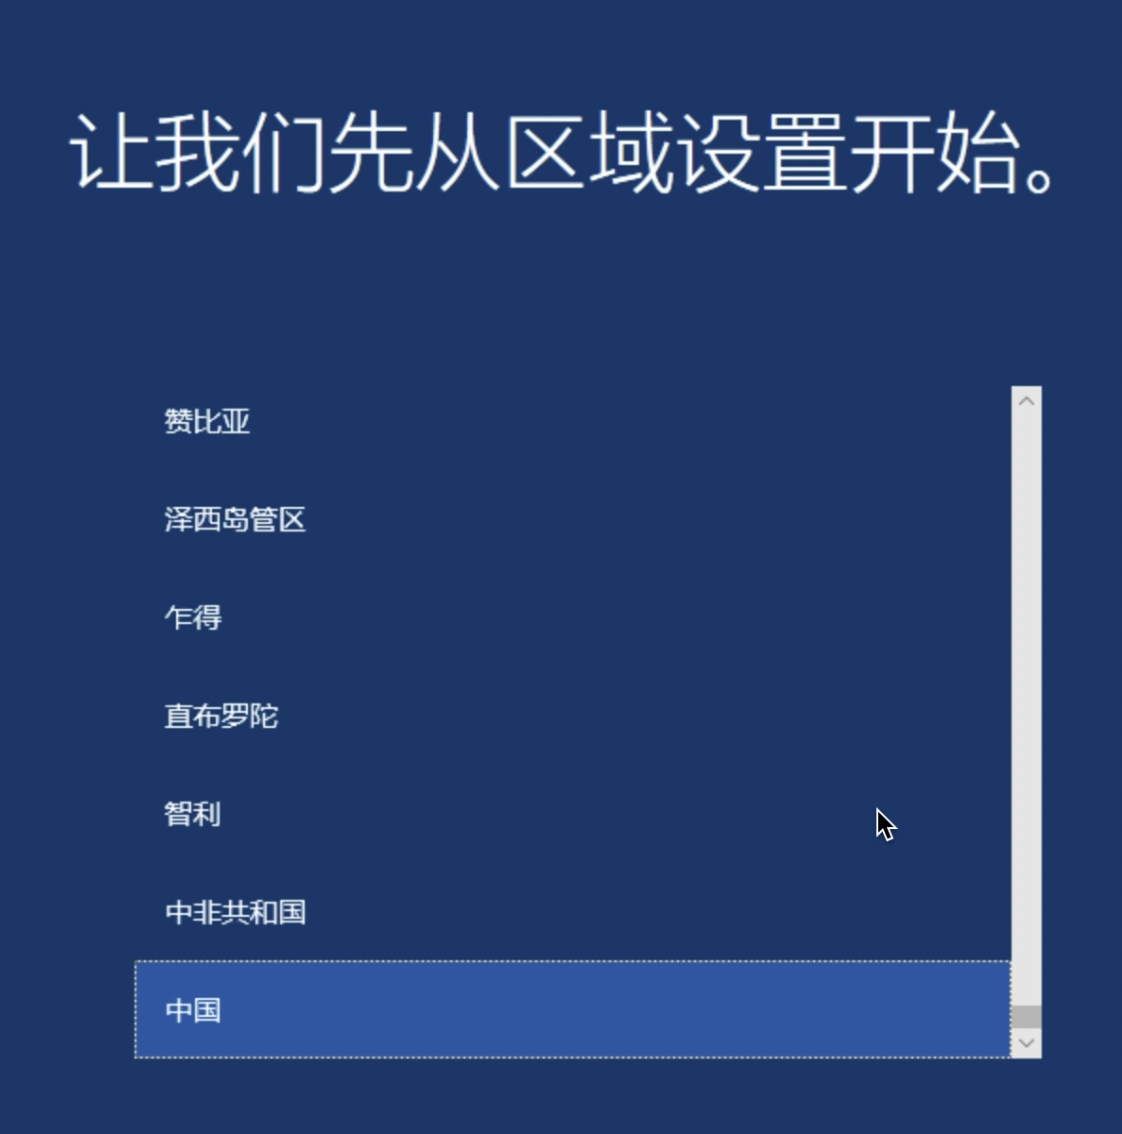 让我们先从区域设置开始。
赞比亚
泽西岛管区
乍得
直布罗陀
智利
中非共和国
中国